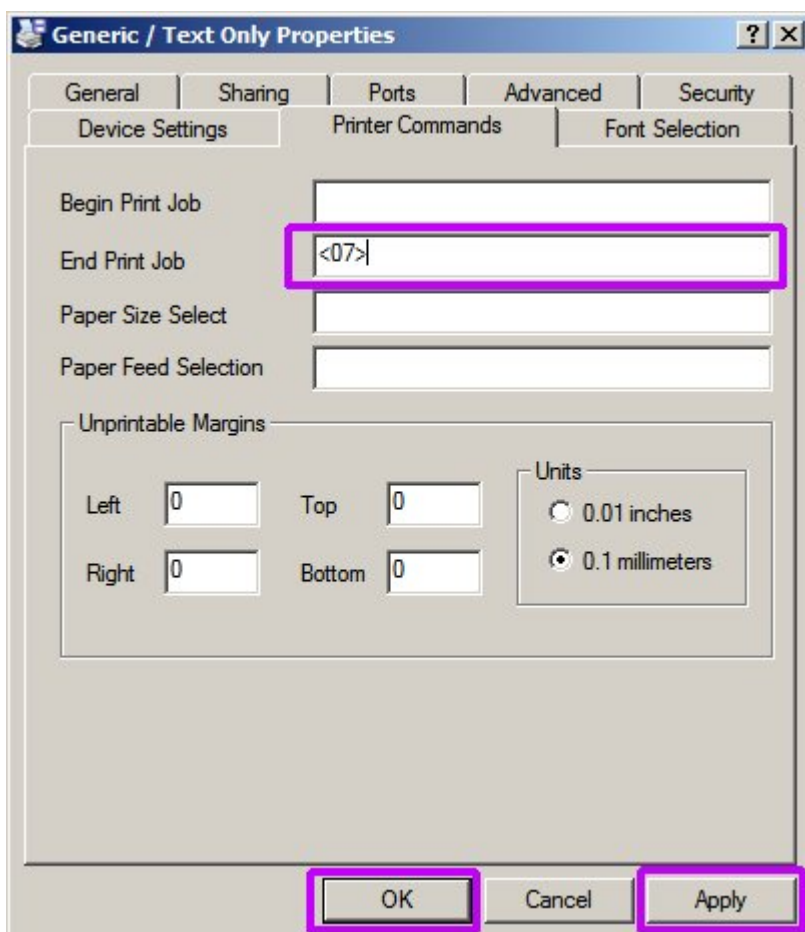 Generic / Text Only Properties
General Sharing Ports Advanced Security
Device Settings Printer Commands Font Selection
Begin Print Job
End Print Job <07>
Paper Size Select
Paper Feed Selection
Unprintable Margins
Units
Left 0 Top 0 0.01 inches
Right 0 Bottom 0 0.1 millimeters
OK Cancel Apply